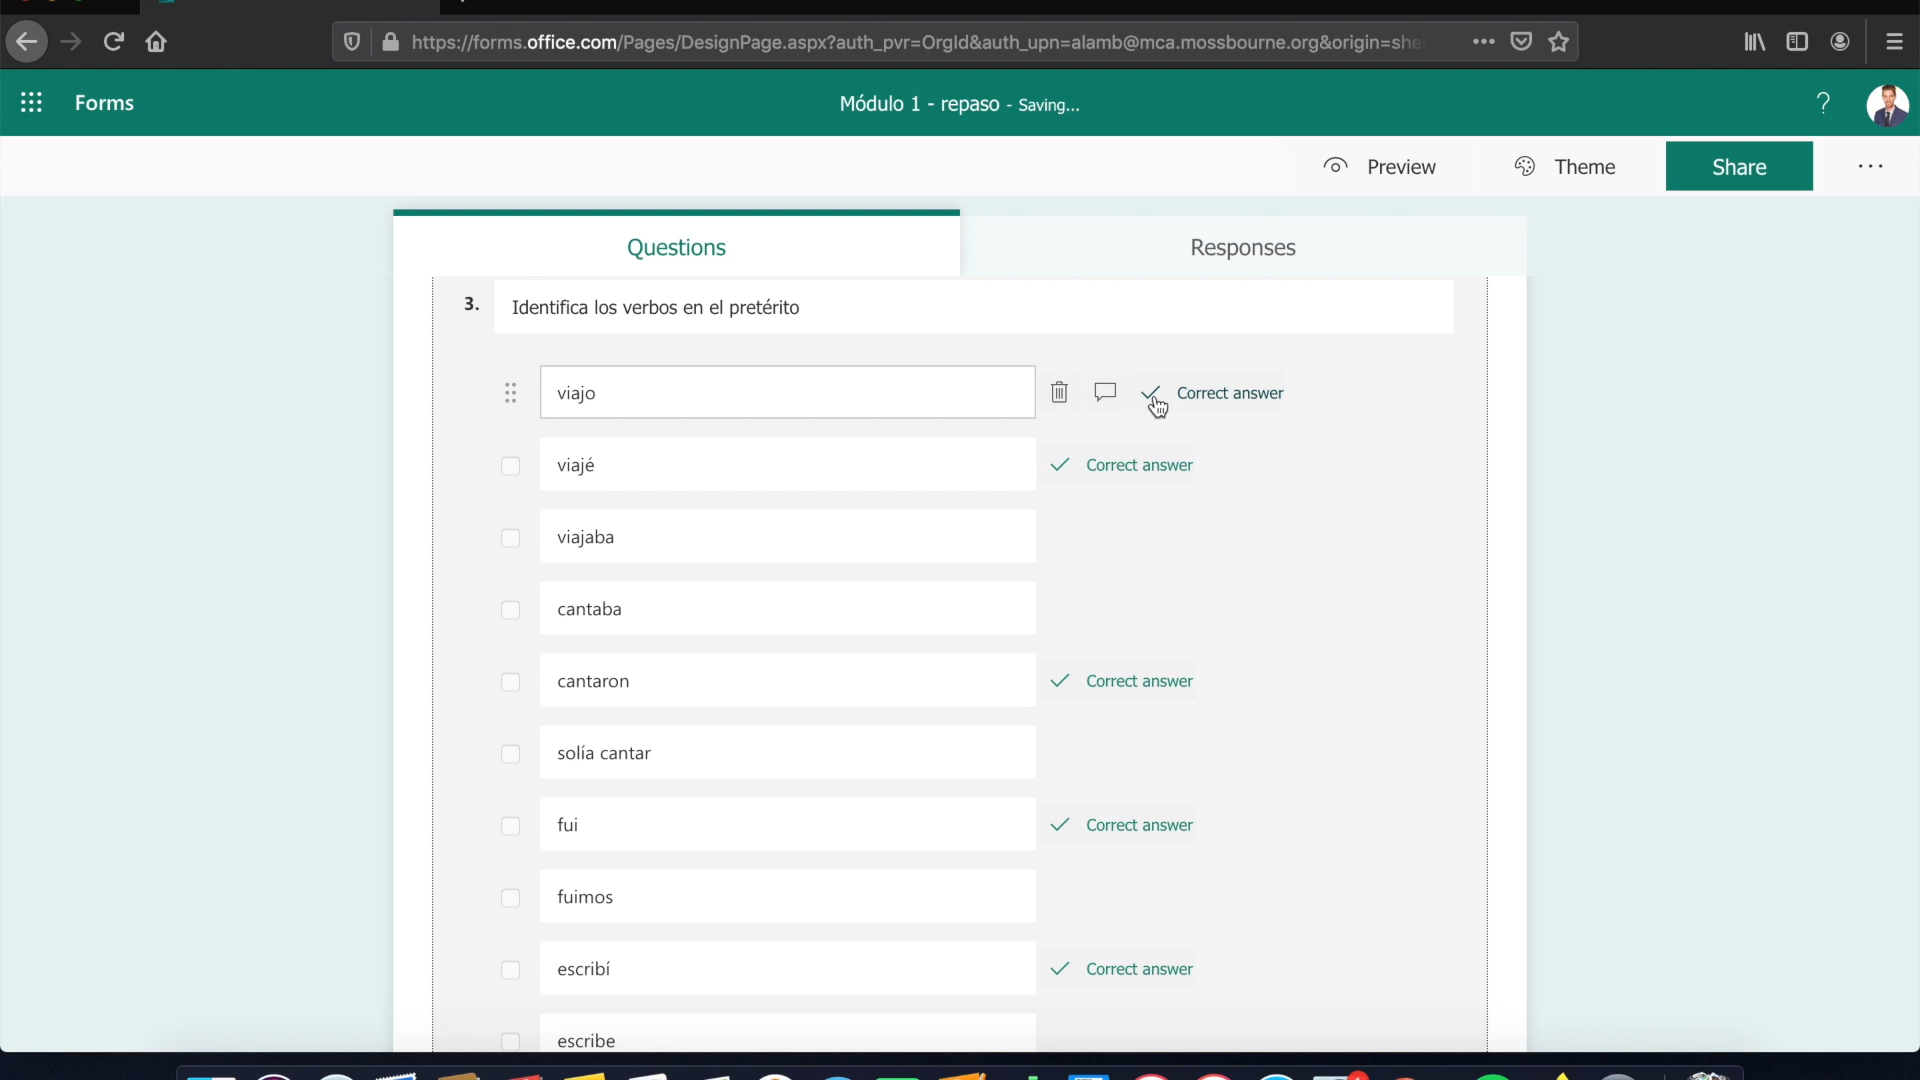 https://forms.office.com/Pages/DesignPage.aspx?auth_pvr=OrgId&auth_upn=alamb@mca.mossbourne.org&origin=she
Forms
Módulo 1 - repaso - Saving...
?
Preview
Theme
Share
Questions
Responses
3. Identifica los verbos en el pretérito
viajo
Correct answer
viajé
Correct answer
viajaba
cantaba
cantaron
Correct answer
solía cantar
fui
Correct answer
fuimos
escribí
Correct answer
escribe